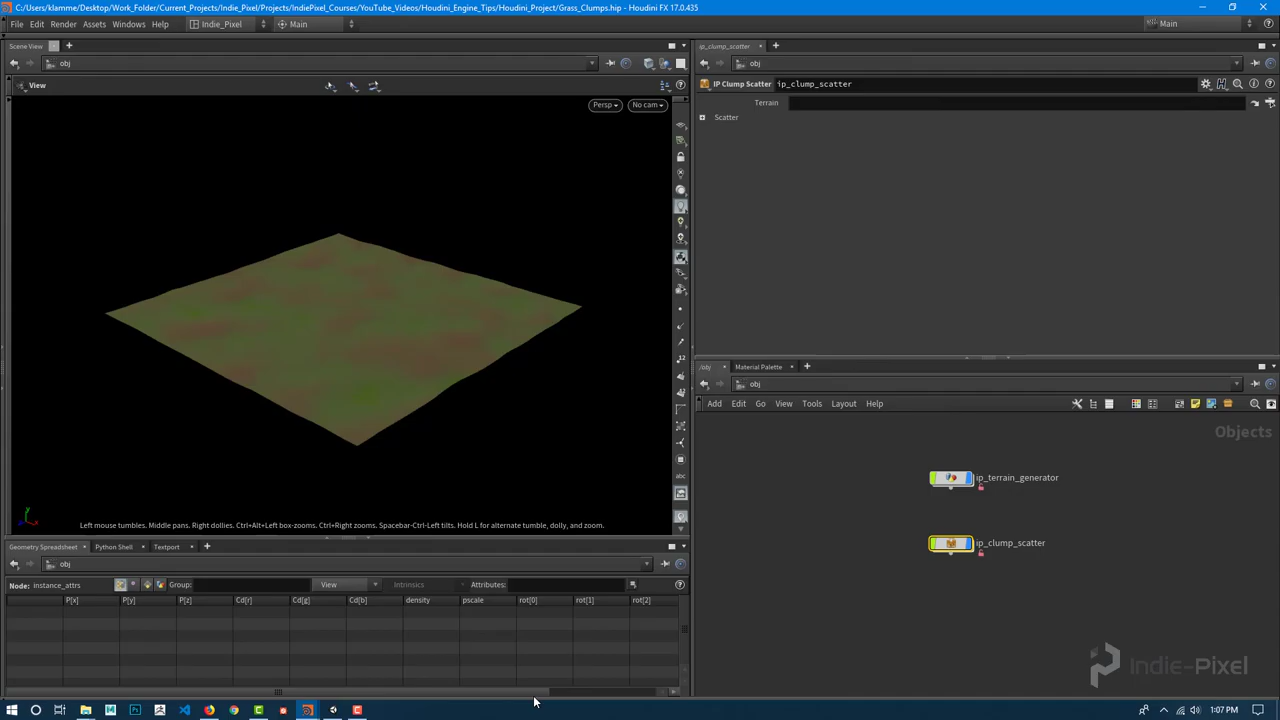 C:/Users/klamme/Desktop/Work_Folder/Current_Projects/Indie_Pixel/Projects/IndiePixel_Courses/YouTube_Videos/Houdini_Engine_Tips/Houdini_Project/Grass_Clumps.hip - Houdini FX 17.0.435
File Edit Render Assets Windows Help Indie_Pixel Main Main
Scene View
obj
View
Persp No cam
Left mouse tumbles. Middle pans. Right dollies. Ctrl+Alt+Left box-zooms. Ctrl+Right zooms. Spacebar-Ctrl-Left tilts. Hold L for alternate tumble, dolly, and zoom.
ip_clump_scatter
obj
IP Clump Scatter ip_clump_scatter
Terrain
Scatter
/obj Material Palette
obj
Add Edit Go View Tools Layout Help
Objects
ip_terrain_generator
ip_clump_scatter
Indie-Pixel
Geometry Spreadsheet Python Shell Textport
obj
Node: instance_attrs Group: View Intrinsics Attributes:
P[x] P[y] P[z] Cd[r] Cd[g] Cd[b] density pscale rot[0] rot[1] rot[2]
1:07 PM